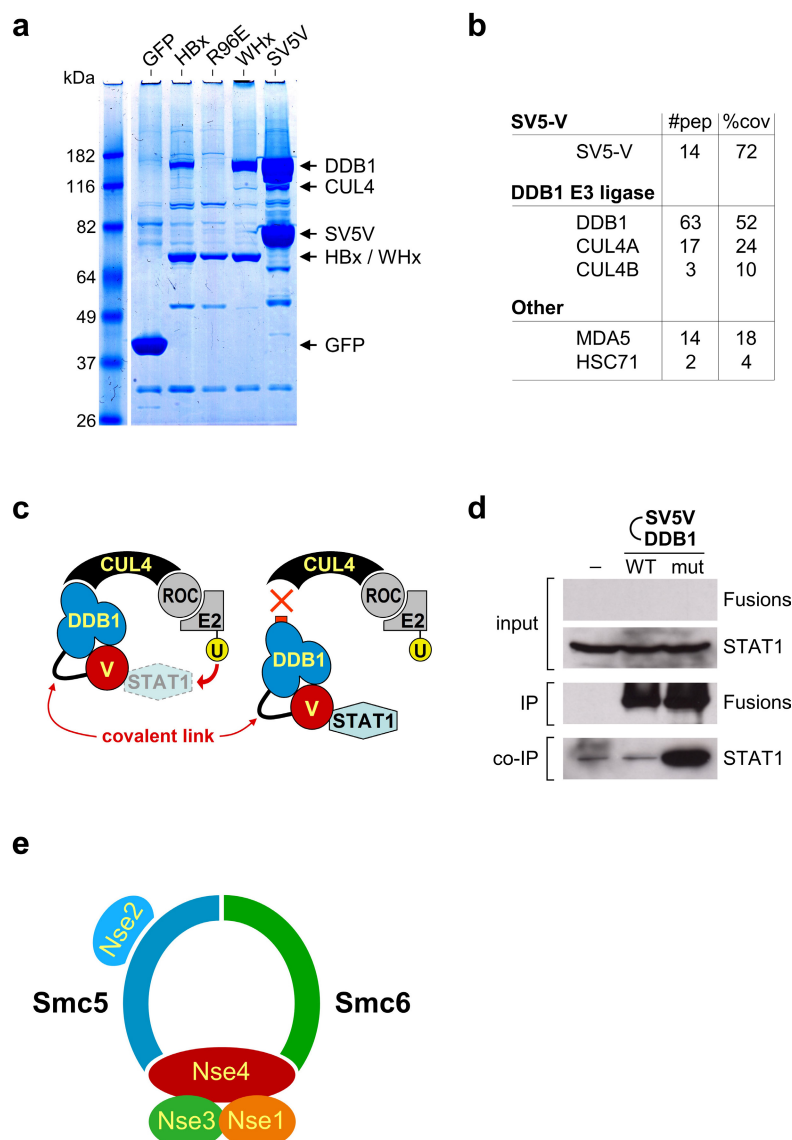 a
GFP
HBx
R96E
WHx
SV5V
kDa
182
116
82
64
49
37
26
DDB1
CUL4
SV5V
HBx / WHx
GFP
b
SV5-V #pep %cov
SV5-V 14 72
DDB1 E3 ligase
DDB1 63 52
CUL4A 17 24
CUL4B 3 10
Other
MDA5 14 18
HSC71 2 4
c
CUL4
ROC
DDB1
E2
U
V
STAT1
CUL4
ROC
E2
U
DDB1
V
STAT1
covalent link
d
SV5V
DDB1
– WT mut
input
Fusions
STAT1
IP
Fusions
co-IP
STAT1
e
Nse2
Smc5
Smc6
Nse4
Nse3
Nse1